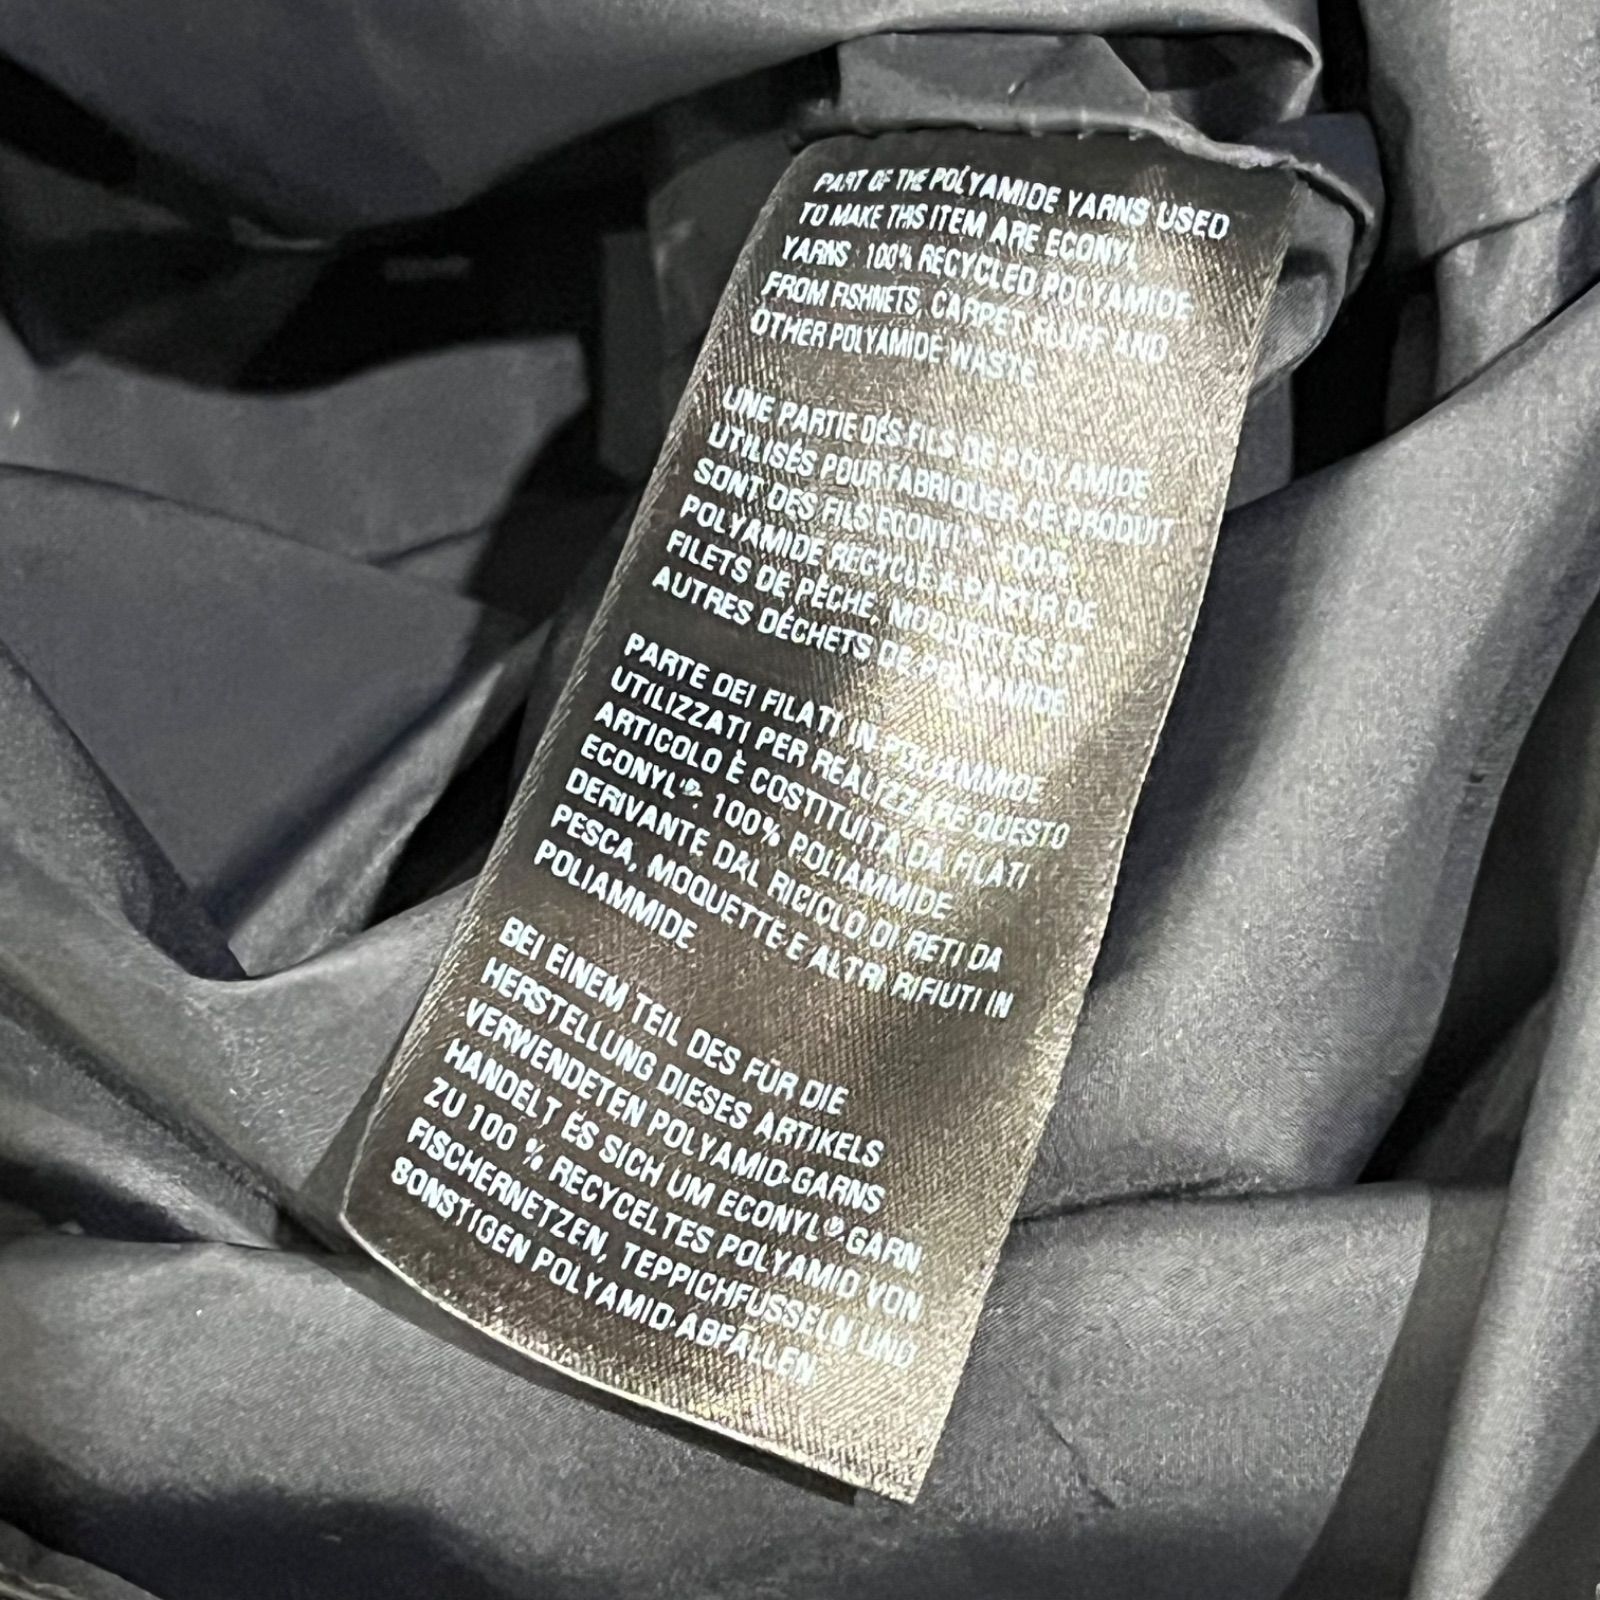 PART OF THE POLYAMIDE YARNS USED
TO MAKE THIS ITEM ARE ECONYL
YARNS : 100% RECYCLED POLYAMIDE
FROM FISHNETS, CARPET FLUFF AND
OTHER POLYAMIDE WASTE
UNE PARTIE DES FILS DE POLYAMIDE
UTILISÉS POUR FABRIQUER CE PRODUIT
SONT DES FILS ECONYL® 100%
POLYAMIDE RECYCLÉ À PARTIR DE
FILETS DE PÊCHE, MOQUETTES ET
AUTRES DÉCHETS DE POLYAMIDE
PARTE DEI FILATI IN POLIAMMIDE
UTILIZZATI PER REALIZZARE QUESTO
ARTICOLO È COSTITUITA DA FILATI
ECONYL®: 100% POLIAMMIDE
DERIVANTE DAL RICICLO DI RETI DA
PESCA, MOQUETTE E ALTRI RIFIUTI IN
POLIAMMIDE
BEI EINEM TEIL DES FÜR DIE
HERSTELLUNG DIESES ARTIKELS
VERWENDETEN POLYAMID-GARNS
HANDELT ES SICH UM ECONYL®-GARN
ZU 100 % RECYCELTES POLYAMID VON
FISCHERNETZEN, TEPPICHFUSSELN UND
SONSTIGEN POLYAMID-ABFÄLLEN